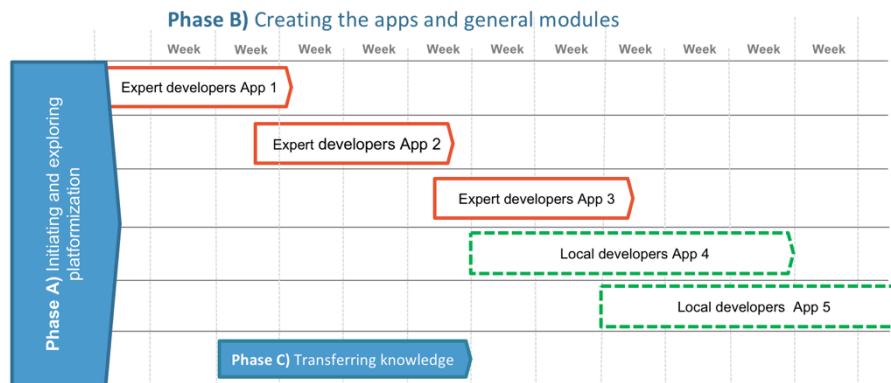 Phase B) Creating the apps and general modules
Week Week Week Week Week Week Week Week Week Week Week
Phase A) Initiating and exploring
platformization
Expert developers App 1
Expert developers App 2
Expert developers App 3
Local developers App 4
Local developers App 5
Phase C) Transferring knowledge